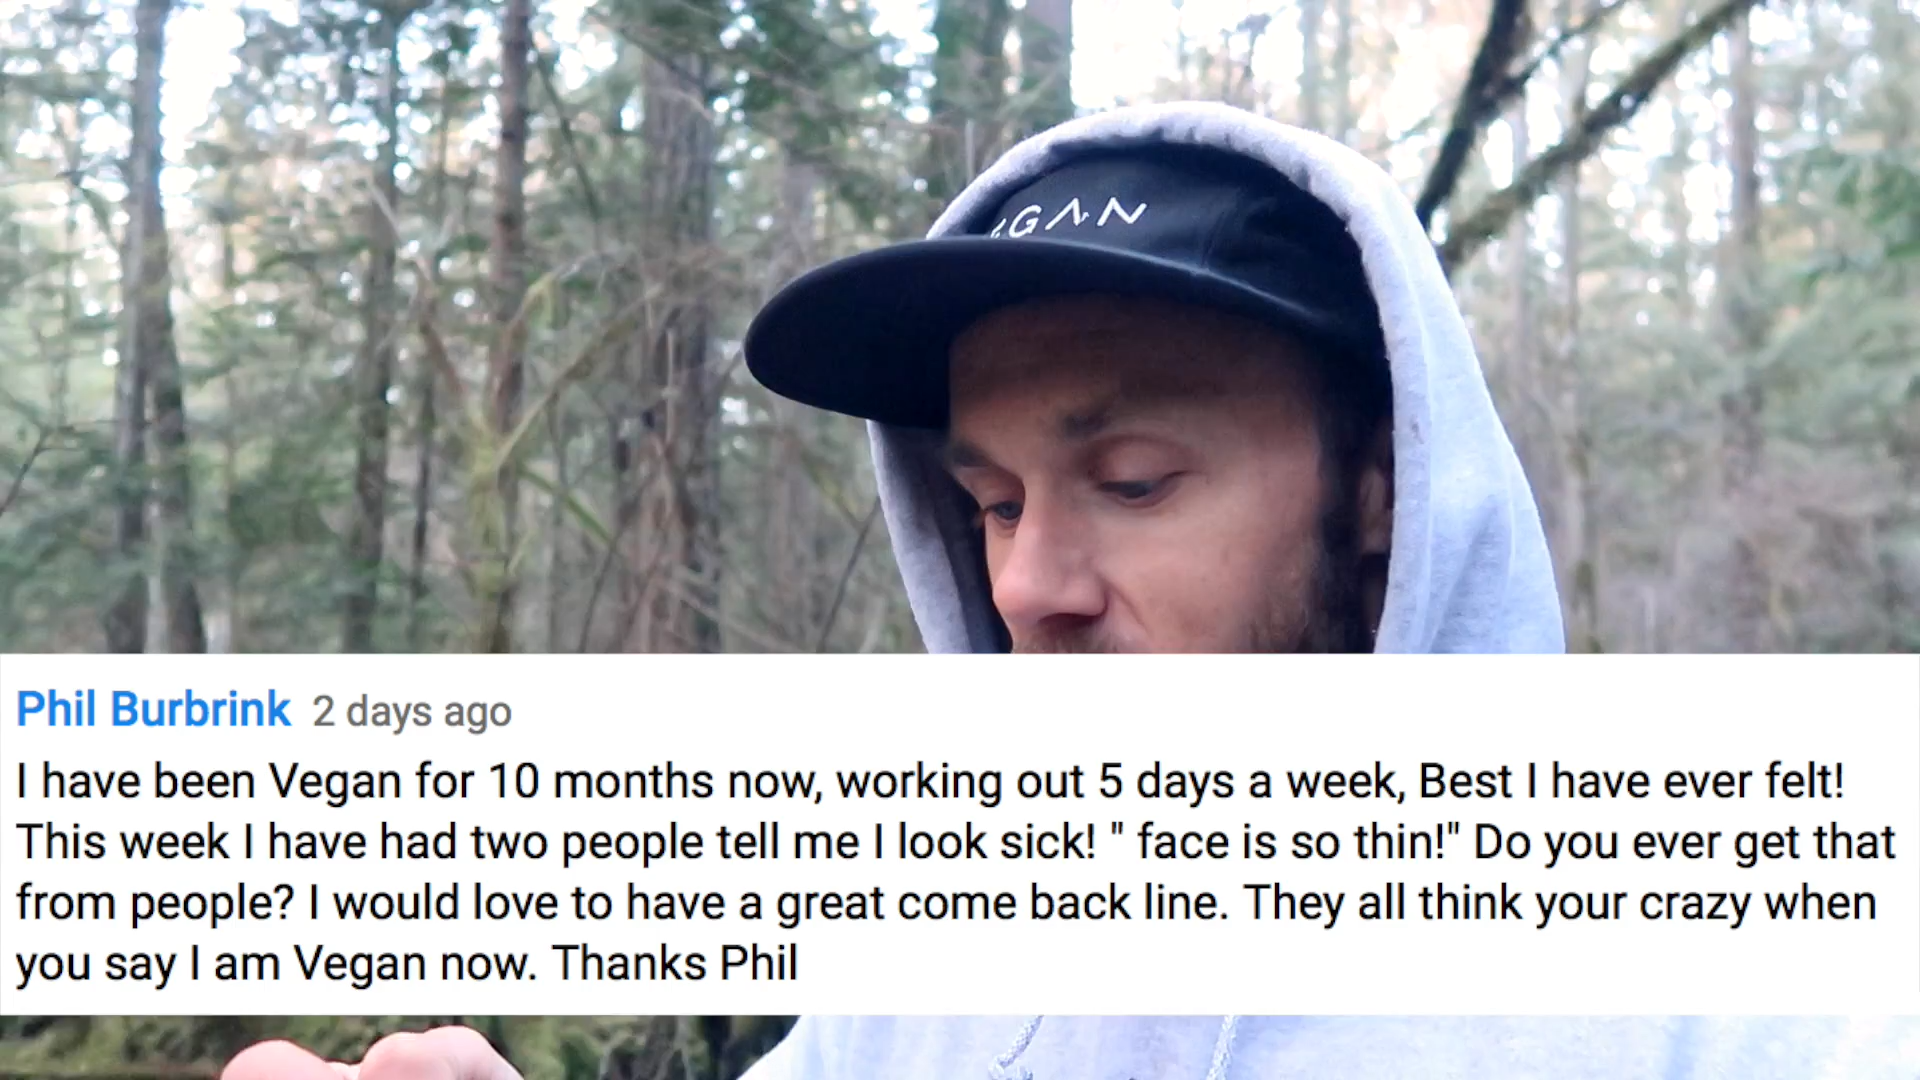 GAN
Phil Burbrink 2 days ago
I have been Vegan for 10 months now, working out 5 days a week, Best I have ever felt!
This week I have had two people tell me I look sick! " face is so thin!" Do you ever get that
from people? I would love to have a great come back line. They all think your crazy when
you say I am Vegan now. Thanks Phil